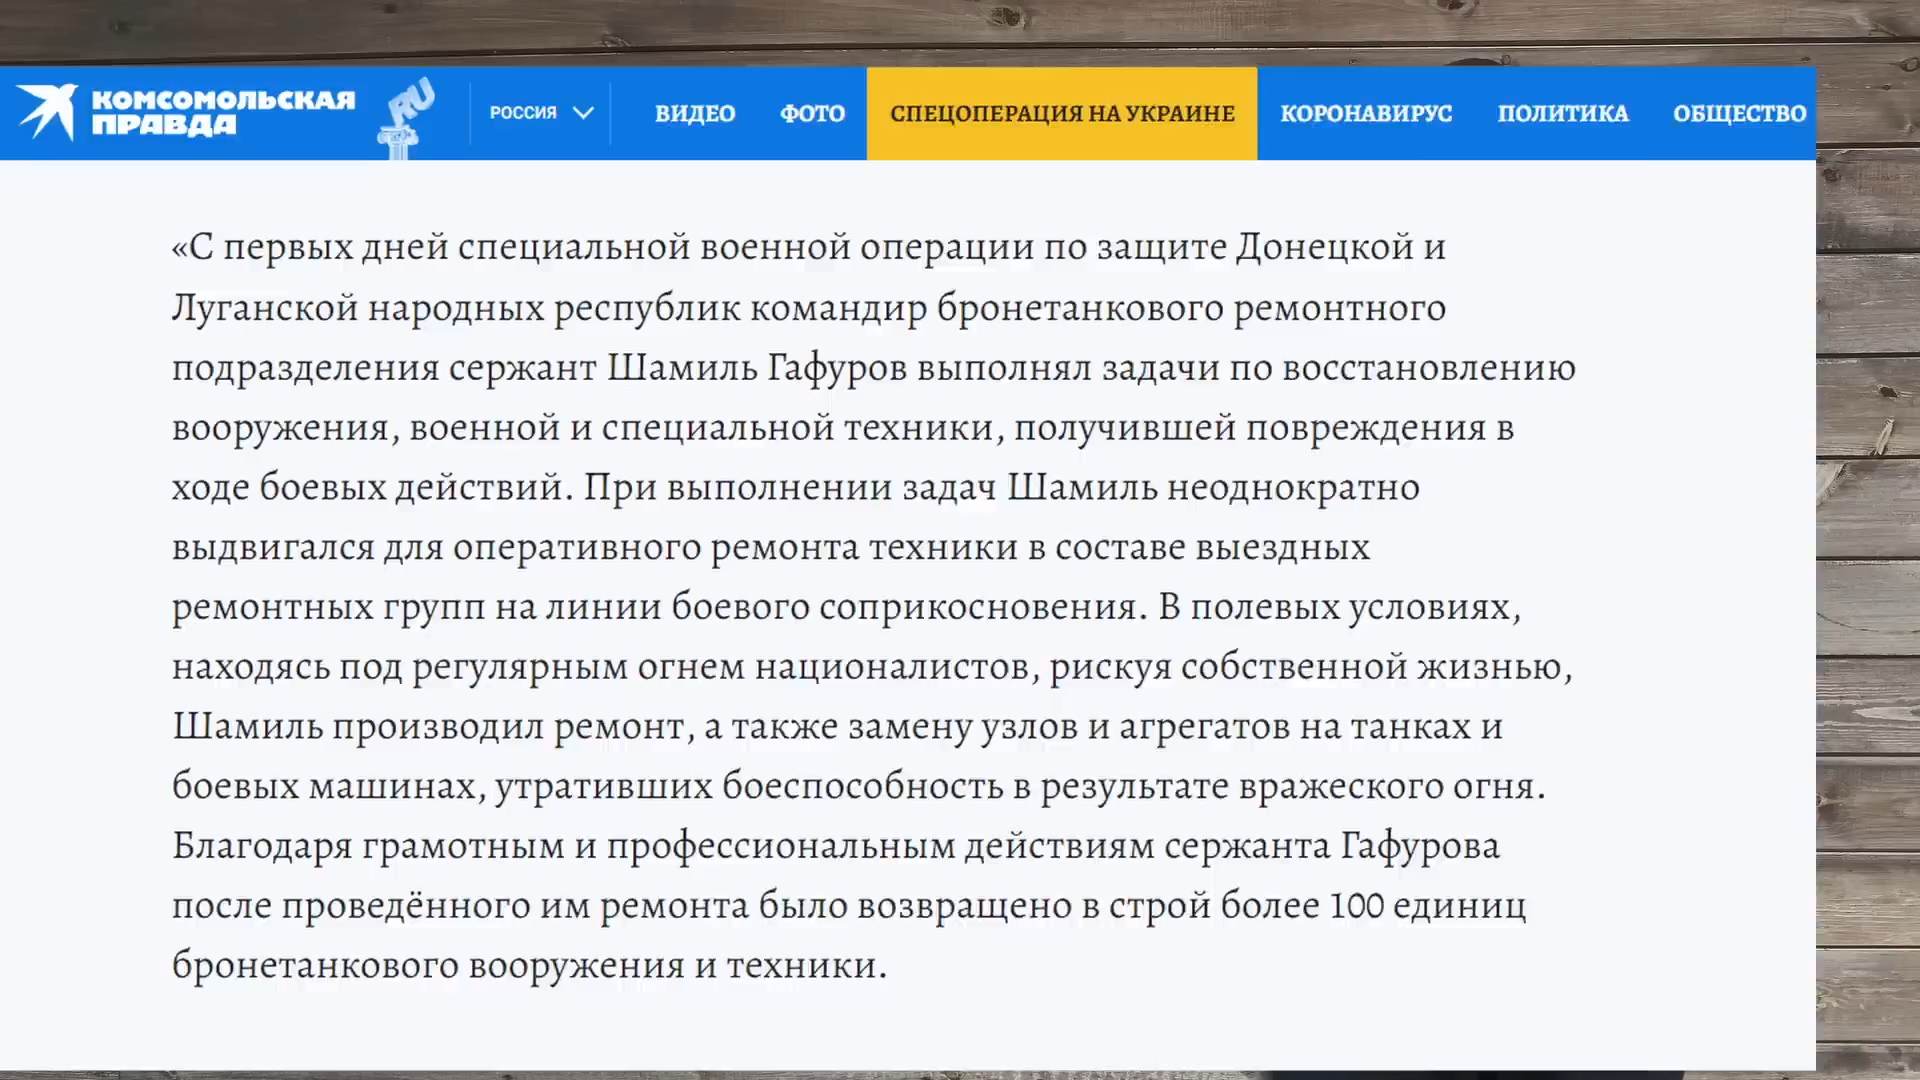 КОМСОМОЛЬСКАЯ
ПРАВДА
RU
РОССИЯ
ВИДЕО
ФОТО
СПЕЦОПЕРАЦИЯ НА УКРАИНЕ
КОРОНАВИРУС
ПОЛИТИКА
ОБЩЕСТВО
«С первых дней специальной военной операции по защите Донецкой и
Луганской народных республик командир бронетанкового ремонтного
подразделения сержант Шамиль Гафуров выполнял задачи по восстановлению
вооружения, военной и специальной техники, получившей повреждения в
ходе боевых действий. При выполнении задач Шамиль неоднократно
выдвигался для оперативного ремонта техники в составе выездных
ремонтных групп на линии боевого соприкосновения. В полевых условиях,
находясь под регулярным огнем националистов, рискуя собственной жизнью,
Шамиль производил ремонт, а также замену узлов и агрегатов на танках и
боевых машинах, утративших боеспособность в результате вражеского огня.
Благодаря грамотным и профессиональным действиям сержанта Гафурова
после проведённого им ремонта было возвращено в строй более 100 единиц
бронетанкового вооружения и техники.